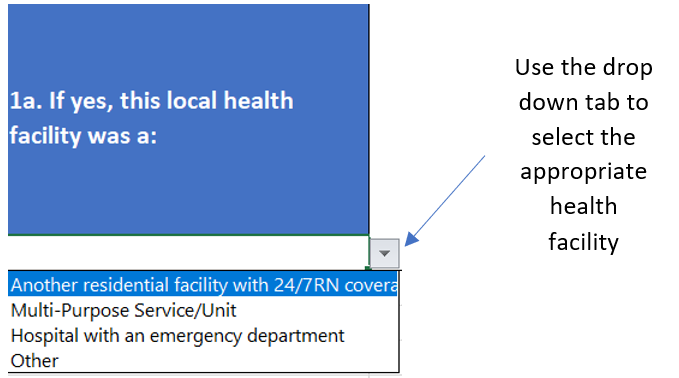 1a. If yes, this local health
facility was a:
Use the drop
down tab to
select the
appropriate
health
facility
Another residential facility with 24/7RN covera
Multi-Purpose Service/Unit
Hospital with an emergency department
Other